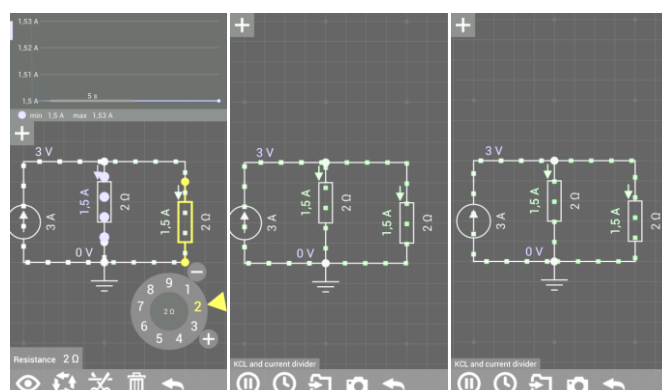 1,53 A
1,52 A
1,51 A
1,5 A
5 s
min 1,5 A max 1,53 A
+
3 V
1,5 A
2 Ω
1,5 A
2 Ω
3 A
0 V
9
8 1
7 2 Ω 2
6 3
5 4
Resistance 2 Ω
+
3 V
1,5 A
2 Ω
1,5 A
2 Ω
3 A
0 V
KCL and current divider
+
3 V
1,5 A
2 Ω
1,5 A
2 Ω
3 A
0 V
KCL and current divider